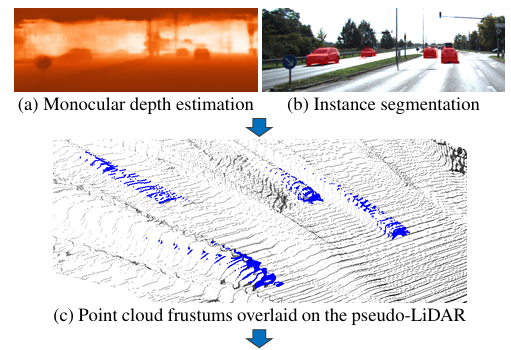 (a) Monocular depth estimation
(b) Instance segmentation
(c) Point cloud frustums overlaid on the pseudo-LiDAR